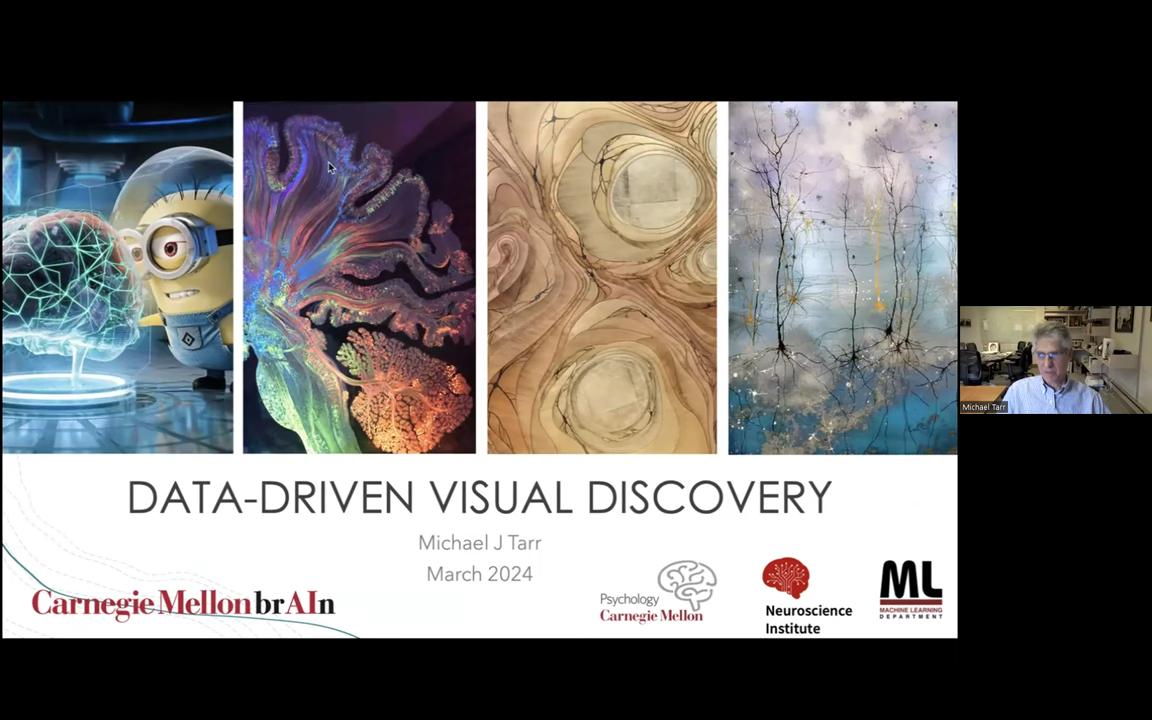 DATA-DRIVEN VISUAL DISCOVERY
Michael J Tarr
March 2024
Carnegie Mellon brAIn
Psychology
Carnegie Mellon
Neuroscience
Institute
ML
MACHINE LEARNING
DEPARTMENT
Michael Tarr